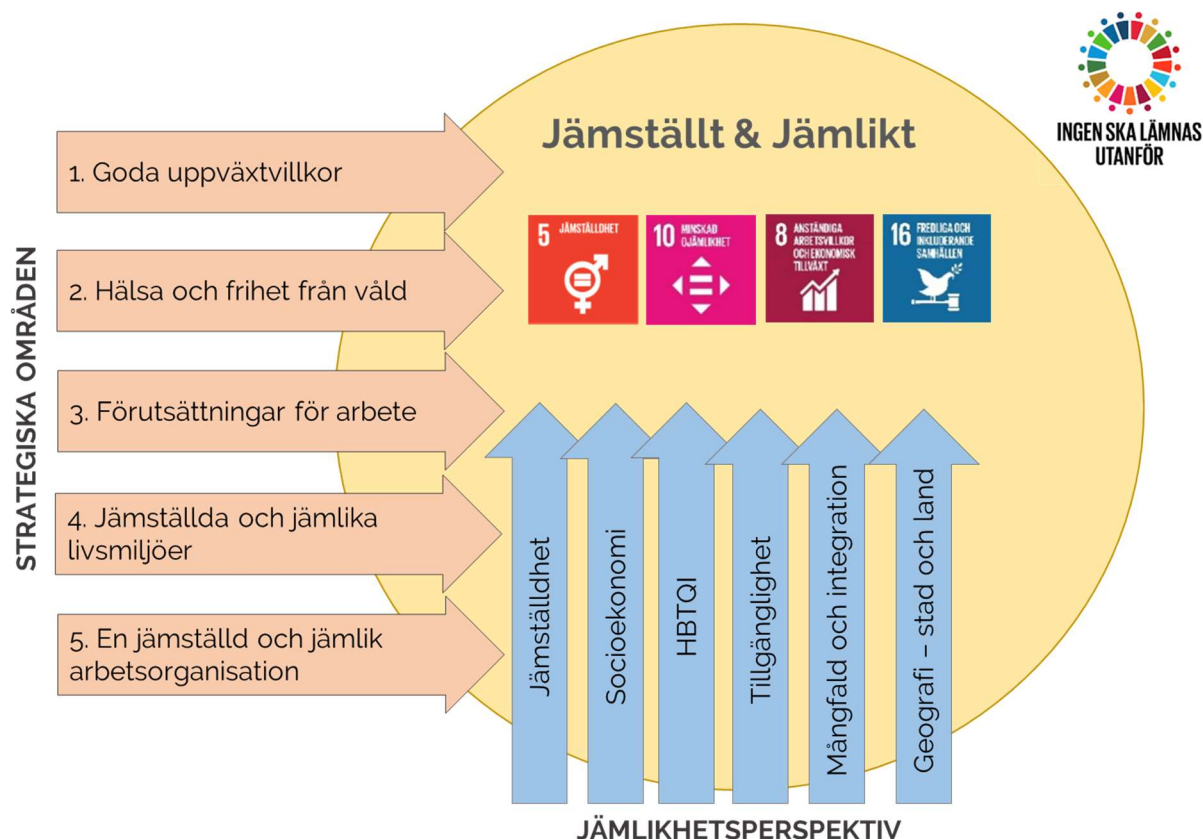 INGEN SKA LÄMNAS
UTANFÖR
Jämställt & Jämlikt
STRATEGISKA OMRÅDEN
1. Goda uppväxtvillkor
2. Hälsa och frihet från våld
3. Förutsättningar för arbete
4. Jämställda och jämlika
livsmiljöer
5. En jämställd och jämlik
arbetsorganisation
5 JÄMSTÄLLDHET
10 MINSKAD
OJÄMLIKHET
8 ANSTÄNDIGA
ARBETSVILLKOR
OCH EKONOMISK
TILLVÄXT
16 FREDLIGA OCH
INKLUDERANDE
SAMHÄLLEN
Jämställdhet
Socioekonomi
HBTQI
Tillgänglighet
Mångfald och integration
Geografi – stad och land
JÄMLIKHETSPERSPEKTIV